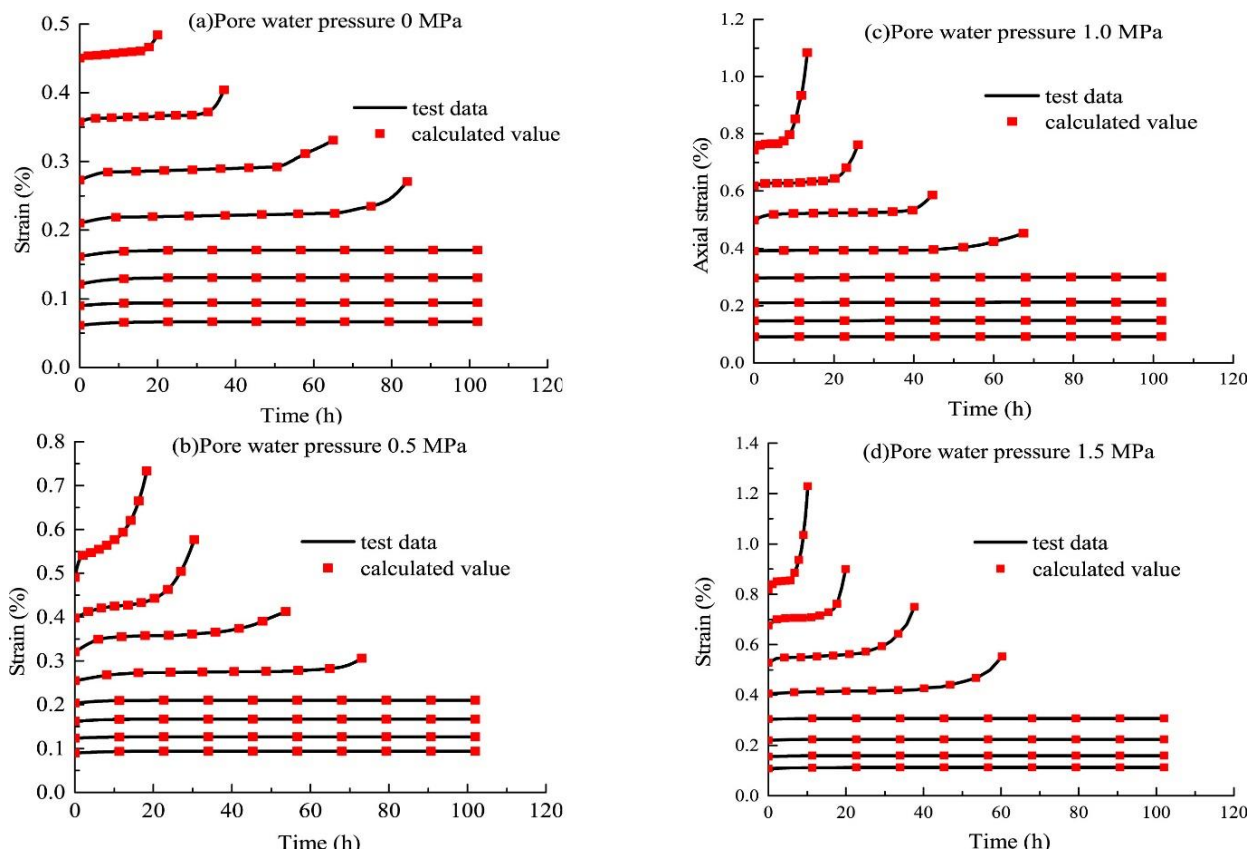 (a)Pore water pressure 0 MPa
test data
calculated value
Strain (%)
0.5
0.4
0.3
0.2
0.1
0.0
0 20 40 60 80 100 120
Time (h)
(c)Pore water pressure 1.0 MPa
test data
calculated value
Axial strain (%)
1.2
1.0
0.8
0.6
0.4
0.2
0.0
0 20 40 60 80 100 120
Time (h)
(b)Pore water pressure 0.5 MPa
test data
calculated value
Strain (%)
0.8
0.7
0.6
0.5
0.4
0.3
0.2
0.1
0.0
0 20 40 60 80 100 120
Time (h)
(d)Pore water pressure 1.5 MPa
test data
calculated value
Strain (%)
1.4
1.2
1.0
0.8
0.6
0.4
0.2
0.0
0 20 40 60 80 100 120
Time (h)